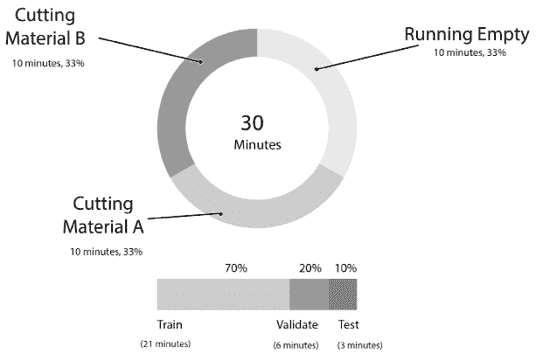 Cutting
Material B
10 minutes, 33%
Running Empty
10 minutes, 33%
30
Minutes
Cutting
Material A
10 minutes, 33%
70% 20% 10%
Train Validate Test
(21 minutes) (6 minutes) (3 minutes)